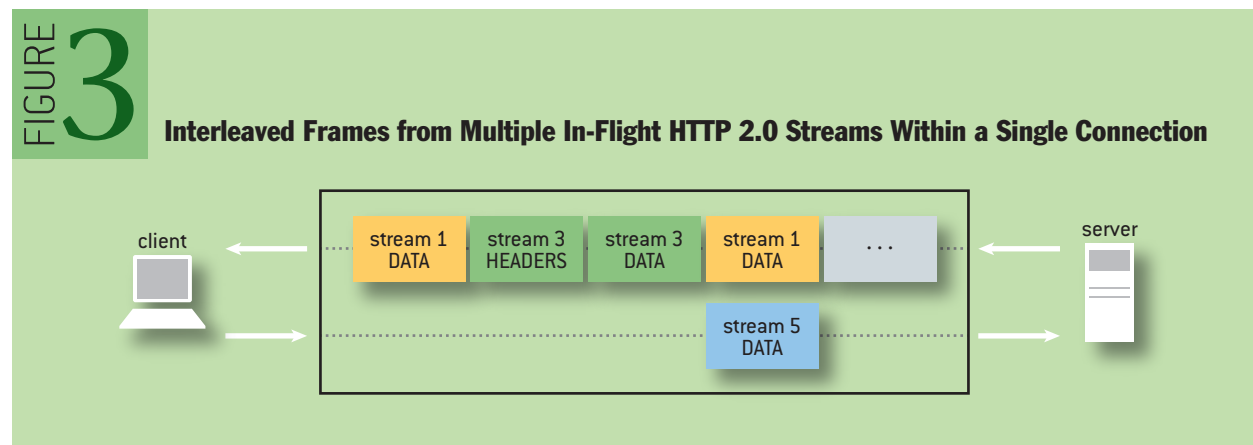 FIGURE
3
Interleaved Frames from Multiple In-Flight HTTP 2.0 Streams Within a Single Connection
client
stream 1
DATA
stream 3
HEADERS
stream 3
DATA
stream 1
DATA
...
server
stream 5
DATA